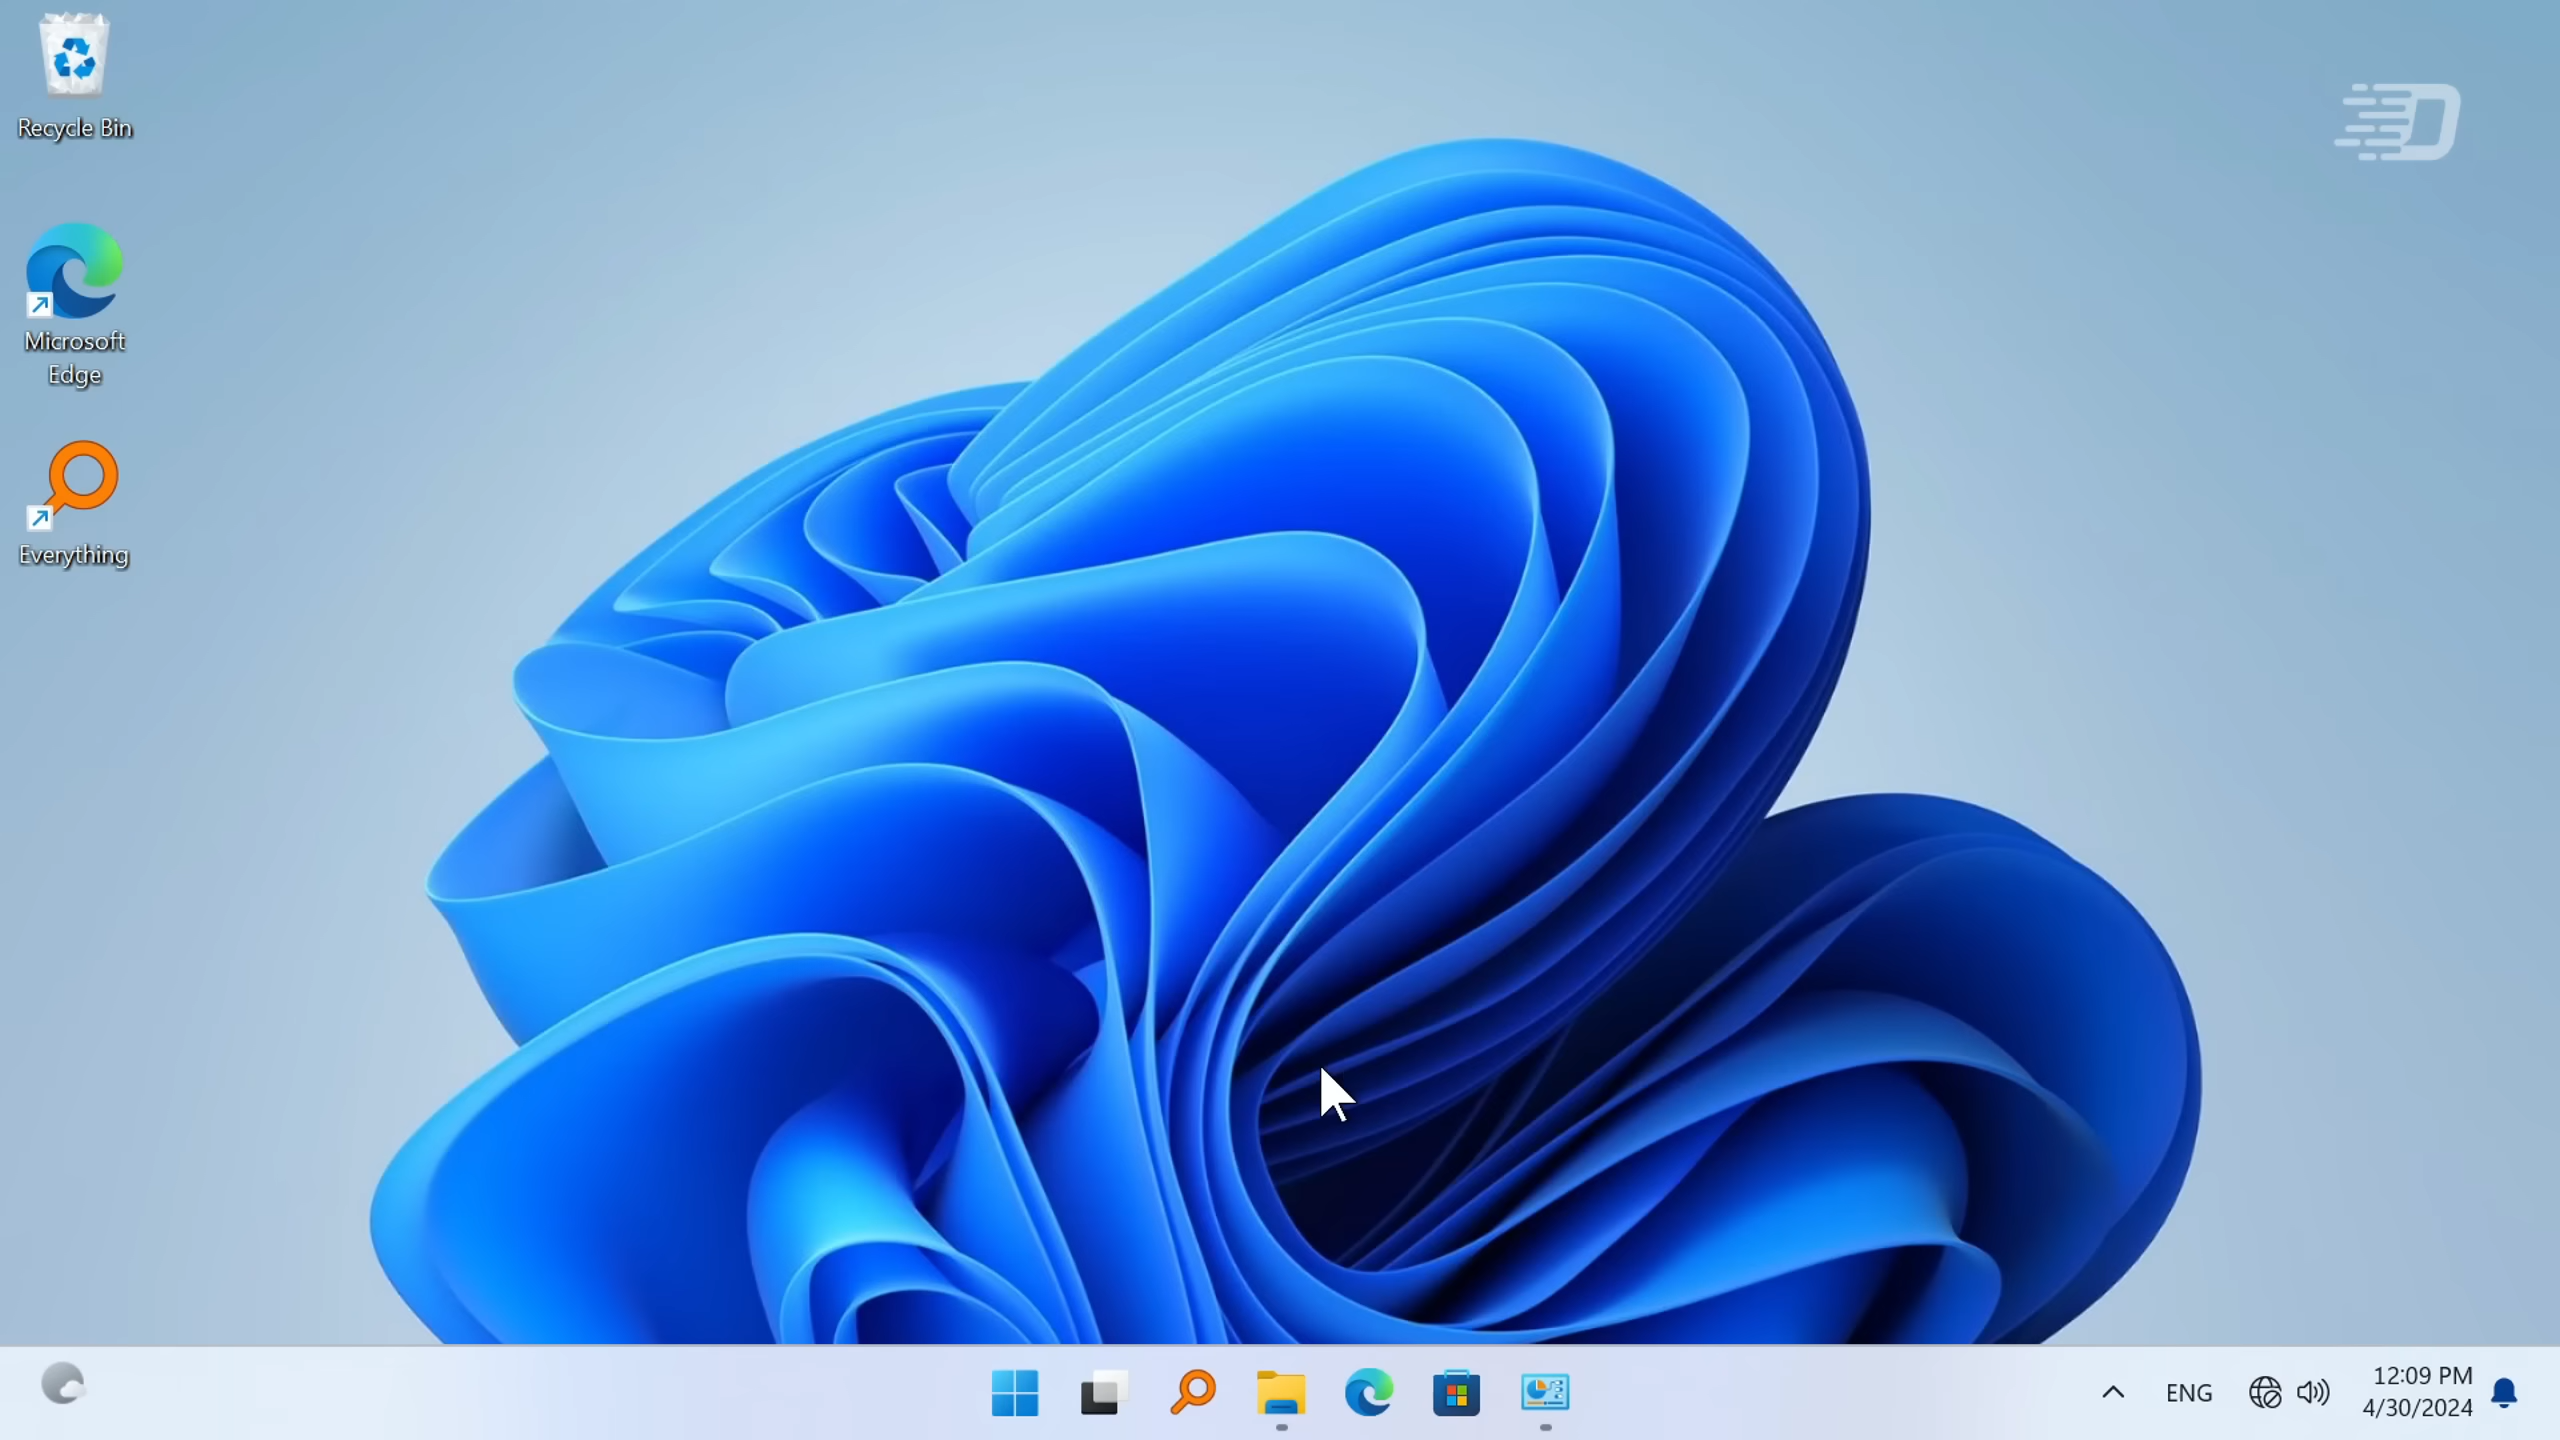 Recycle Bin
Microsoft
Edge
Everything
ENG
12:09 PM
4/30/2024